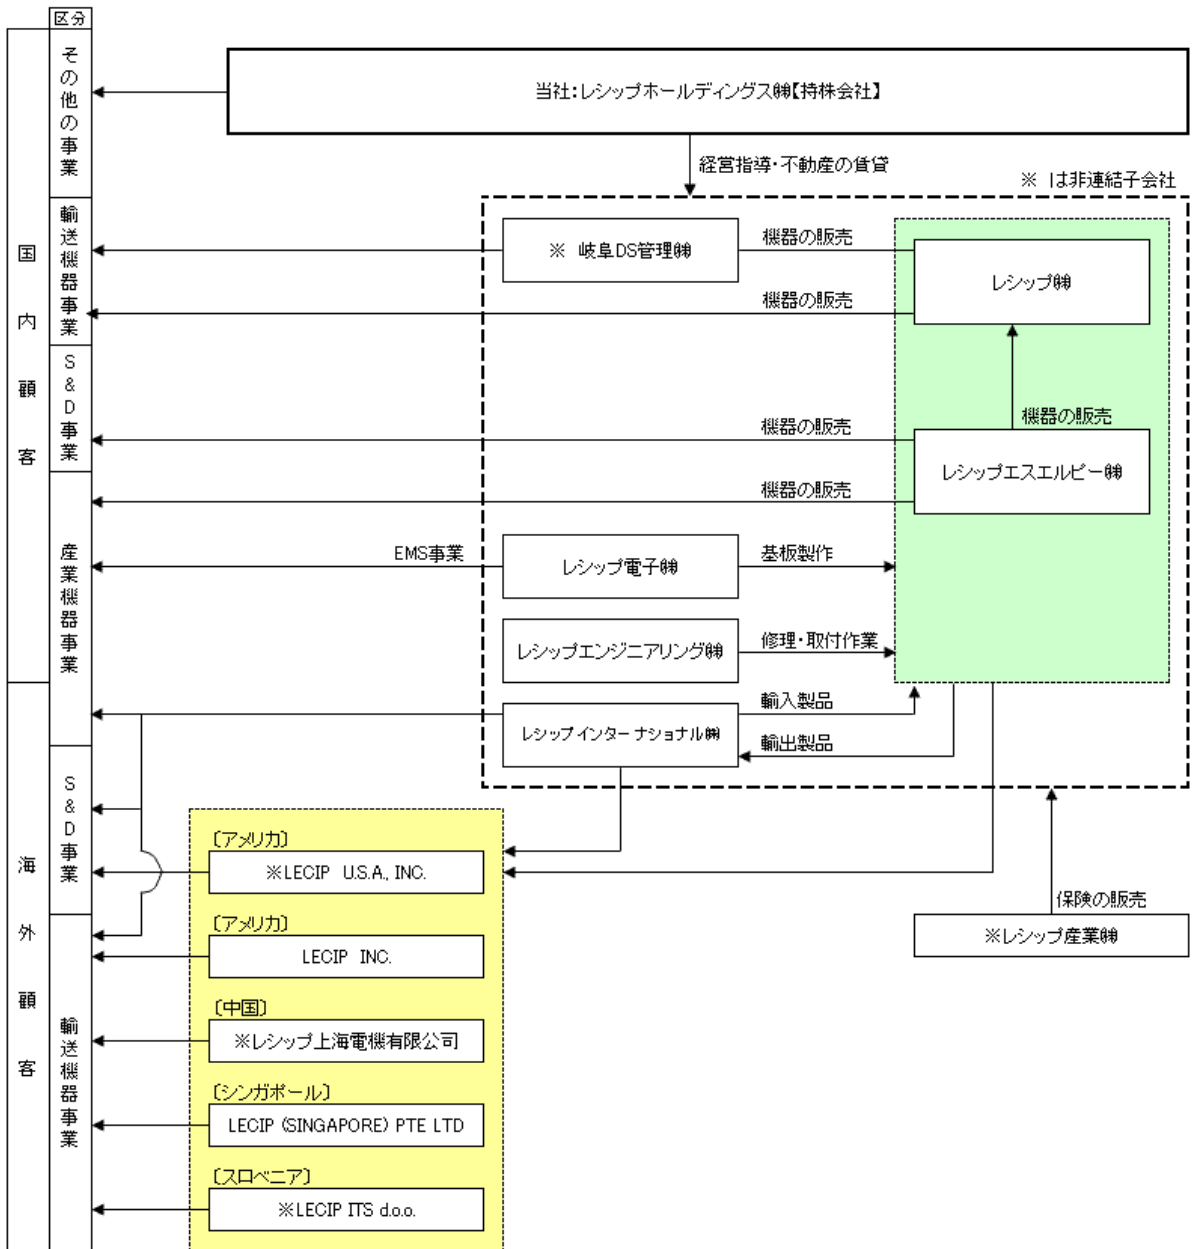 区分
その他の事業
当社:レシップホールディングス㈱【持株会社】
経営指導・不動産の賃貸
※ は非連結子会社
国内顧客
輸送機器事業
※ 岐阜DS管理㈱
機器の販売
レシップ㈱
機器の販売
S&D事業
機器の販売
機器の販売
レシップエスエルピー㈱
機器の販売
産業機器事業
EMS事業
レシップ電子㈱
基板製作
レシップエンジニアリング㈱
修理・取付作業
レシップインターナショナル㈱
輸入製品
輸出製品
海外顧客
S&D事業
〔アメリカ〕
※LECIP U.S.A., INC.
保険の販売
※レシップ産業㈱
〔アメリカ〕
LECIP INC.
輸送機器事業
〔中国〕
※レシップ上海電機有限公司
〔シンガポール〕
LECIP (SINGAPORE) PTE LTD
〔スロベニア〕
※LECIP ITS d.o.o.